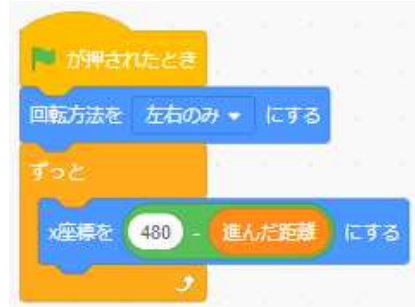 が押されたとき
回転方法を 左右のみ にする
ずっと
x座標を 480 - 進んだ距離 にする